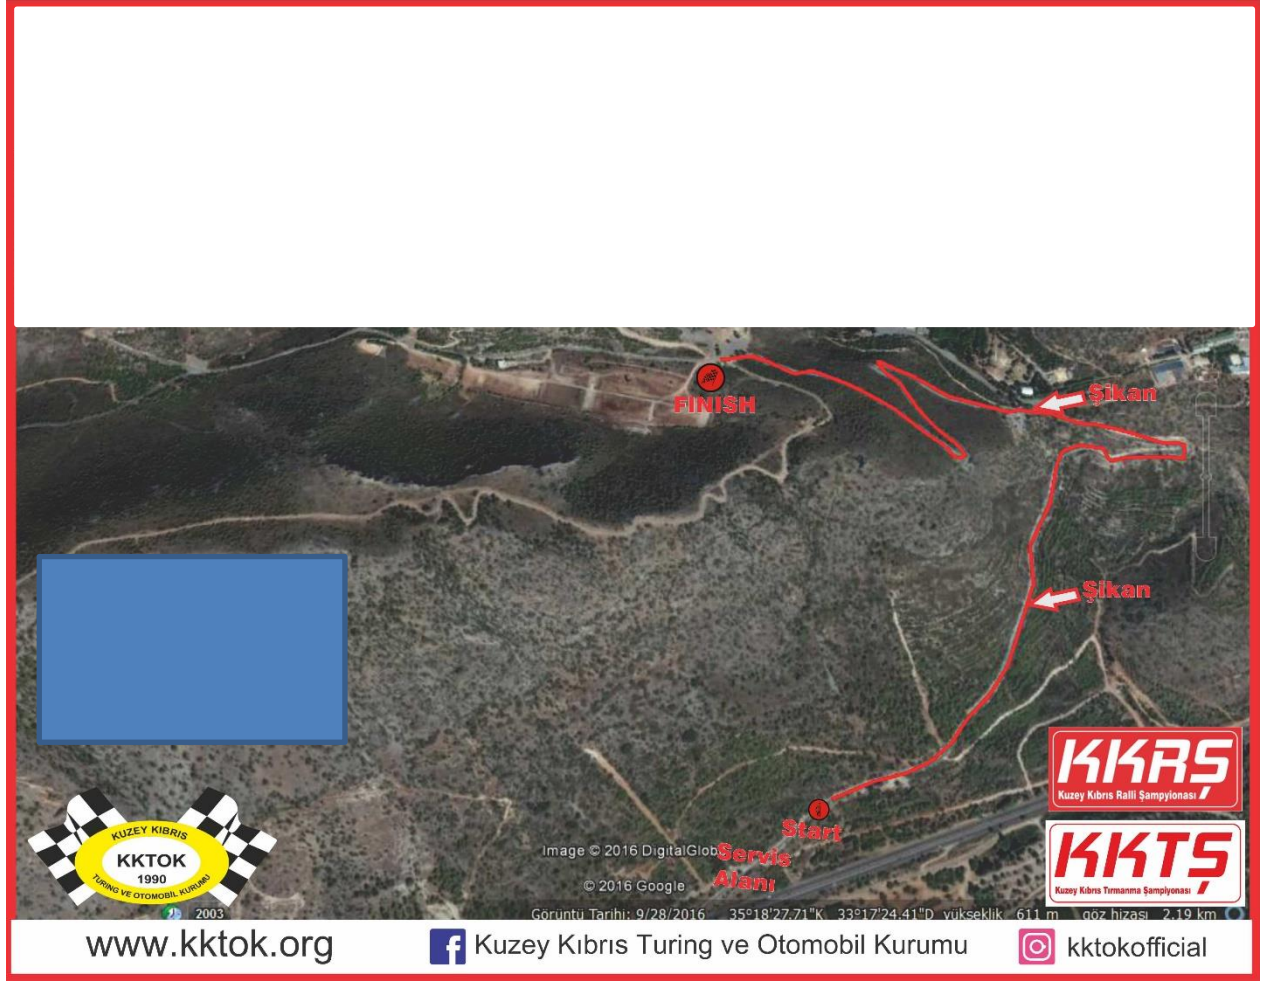 FINISH
Şikan
Şikan
Start
Servis
Alanı
KKRŞ
Kuzey Kıbrıs Ralli Şampiyonası
KKTŞ
Kuzey Kıbrıs Tırmanma Şampiyonası
KUZEY KIBRIS
KKTOK
1990
TURING VE OTOMOBIL KURUMU
Image © 2016 DigitalGlob
© 2016 Google
2003
Görüntü Tarihi: 9/28/2016 35°18'27.71"K 33°17'24.41"D yükseklik 611 m göz hizası 2.19 km
www.kktok.org
Kuzey Kıbrıs Turing ve Otomobil Kurumu
kktokofficial